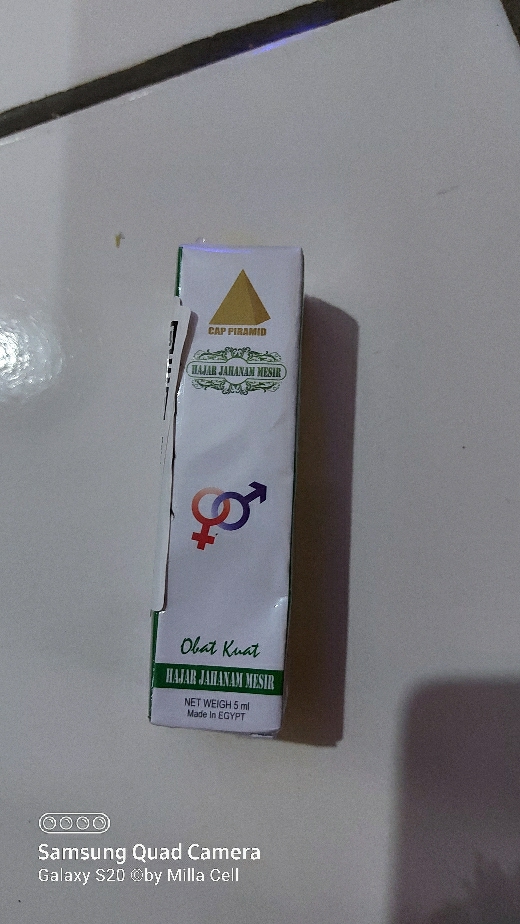 CAP PIRAMID
HAJAR JAHANAM MESIR
Obat Kuat
HAJAR JAHANAM MESIR
NET WEIGH 5 ml
Made In EGYPT
Samsung Quad Camera
Galaxy S20 ©by Milla Cell